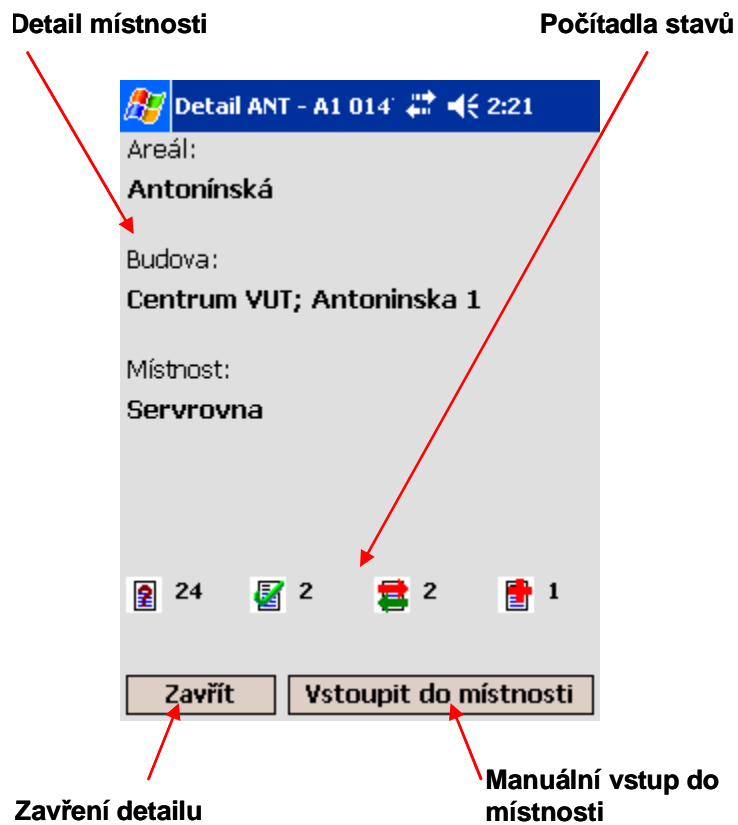 Detail místnosti
Počítadla stavů
Detail ANT - A1 014 2:21
Areál:
Antonínská
Budova:
Centrum VUT; Antoninska 1
Místnost:
Servrovna
24 2 2 1
Zavřít Vstoupit do místnosti
Zavření detailu
Manuální vstup do
místnosti